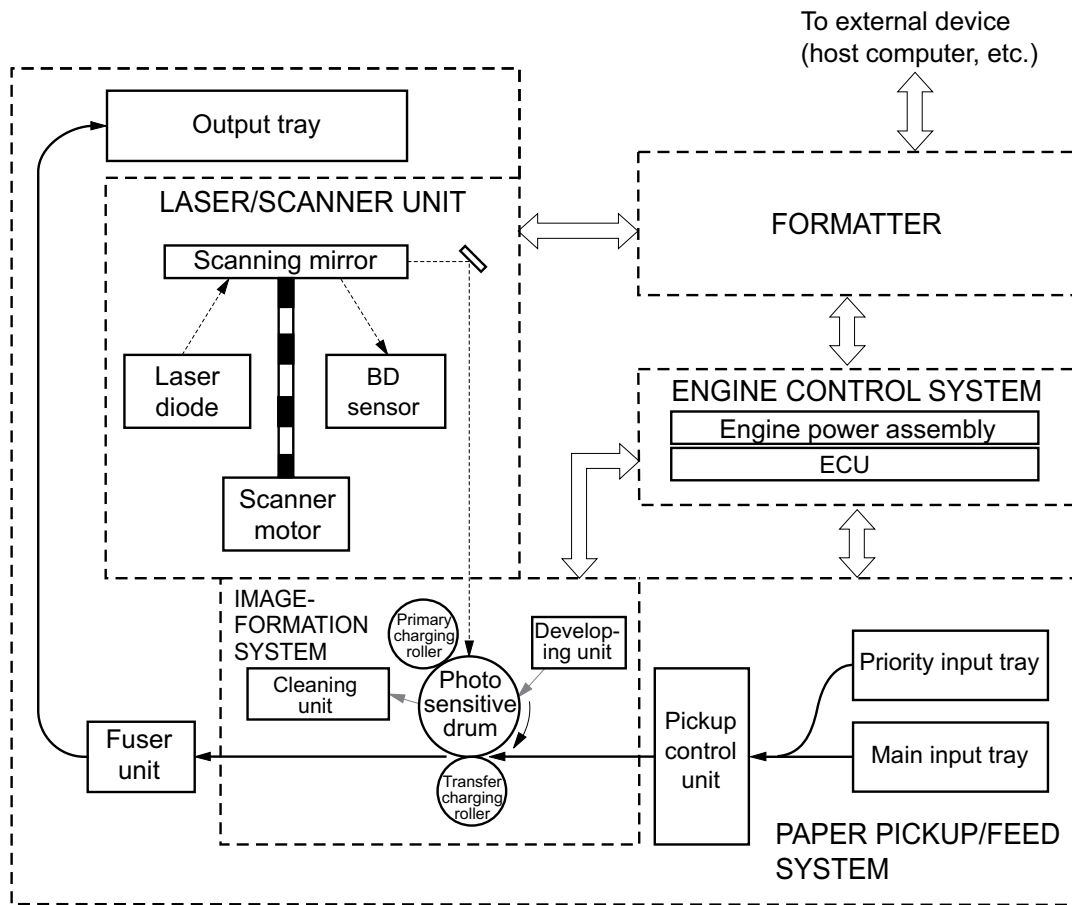 To external device
(host computer, etc.)
Output tray
LASER/SCANNER UNIT
FORMATTER
Scanning mirror
Laser
diode
BD
sensor
ENGINE CONTROL SYSTEM
Engine power assembly
ECU
Scanner
motor
IMAGE-
FORMATION
SYSTEM
Primary
charging
roller
Develop-
ing unit
Cleaning
unit
Photo
sensitive
drum
Priority input tray
Pickup
control
unit
Main input tray
Fuser
unit
Transfer
charging
roller
PAPER PICKUP/FEED
SYSTEM